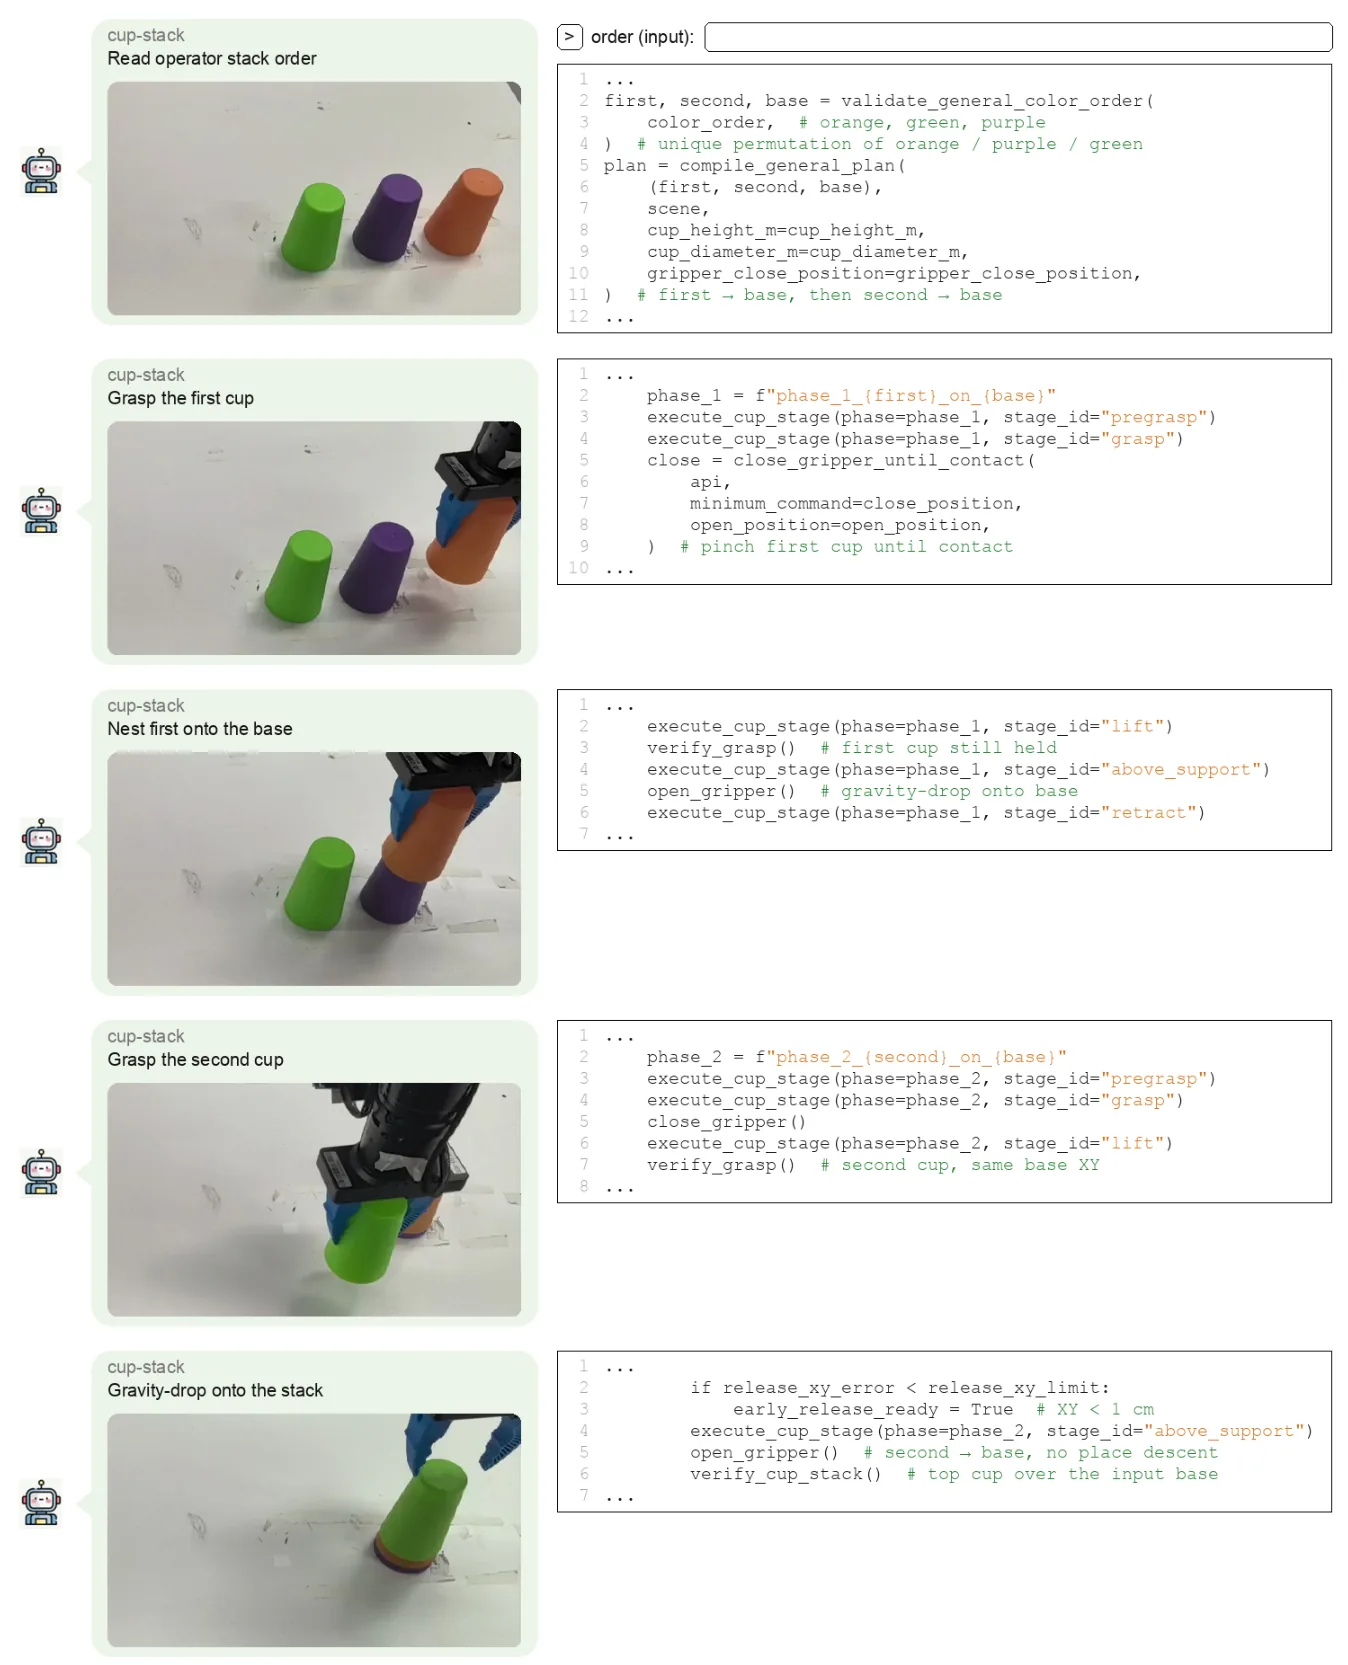 cup-stack
Read operator stack order
> order (input):
1 ...
2 first, second, base = validate_general_color_order(
3     color_order,  # orange, green, purple
4 )  # unique permutation of orange / purple / green
5 plan = compile_general_plan(
6     (first, second, base),
7     scene,
8     cup_height_m=cup_height_m,
9     cup_diameter_m=cup_diameter_m,
10     gripper_close_position=gripper_close_position,
11 )  # first → base, then second → base
12 ...
cup-stack
Grasp the first cup
1 ...
2     phase_1 = f"phase_1_{first}_on_{base}"
3     execute_cup_stage(phase=phase_1, stage_id="pregrasp")
4     execute_cup_stage(phase=phase_1, stage_id="grasp")
5     close = close_gripper_until_contact(
6         api,
7         minimum_command=close_position,
8         open_position=open_position,
9     )  # pinch first cup until contact
10 ...
cup-stack
Nest first onto the base
1 ...
2     execute_cup_stage(phase=phase_1, stage_id="lift")
3     verify_grasp()  # first cup still held
4     execute_cup_stage(phase=phase_1, stage_id="above_support")
5     open_gripper()  # gravity-drop onto base
6     execute_cup_stage(phase=phase_1, stage_id="retract")
7 ...
cup-stack
Grasp the second cup
1 ...
2     phase_2 = f"phase_2_{second}_on_{base}"
3     execute_cup_stage(phase=phase_2, stage_id="pregrasp")
4     execute_cup_stage(phase=phase_2, stage_id="grasp")
5     close_gripper()
6     execute_cup_stage(phase=phase_2, stage_id="lift")
7     verify_grasp()  # second cup, same base XY
8 ...
cup-stack
Gravity-drop onto the stack
1 ...
2         if release_xy_error < release_xy_limit:
3             early_release_ready = True  # XY < 1 cm
4         execute_cup_stage(phase=phase_2, stage_id="above_support")
5         open_gripper()  # second → base, no place descent
6         verify_cup_stack()  # top cup over the input base
7 ...